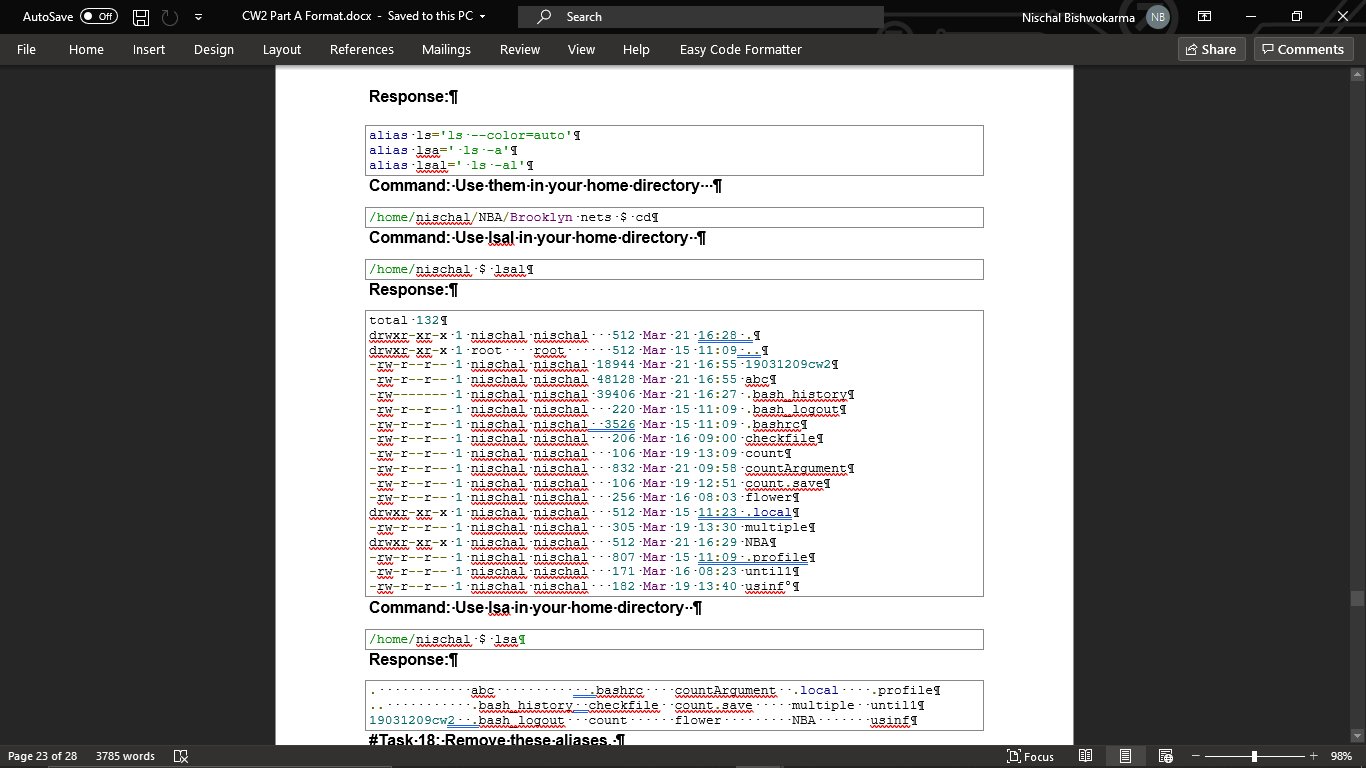 AutoSave Off CW2 Part A Format.docx - Saved to this PC Search Nischal Bishwokarma NB
File Home Insert Design Layout References Mailings Review View Help Easy Code Formatter Share Comments
Response:¶
alias·ls='ls·--color=auto'¶
alias·lsa='·ls·-a'¶
alias·lsal='·ls·-al'¶
Command:·Use·them·in·your·home·directory··¶
/home/nischal/NBA/Brooklyn·nets·$·cd¶
Command:·Use·lsal·in·your·home·directory··¶
/home/nischal·$·lsal¶
Response:¶
total·132¶
drwxr-xr-x·1·nischal·nischal···512·Mar·21·16:28·.¶
drwxr-xr-x·1·root····root······512·Mar·15·11:09·..¶
-rw-r--r--·1·nischal·nischal·18944·Mar·21·16:55·19031209cw2¶
-rw-r--r--·1·nischal·nischal·48128·Mar·21·16:55·abc¶
-rw-------·1·nischal·nischal·39406·Mar·21·16:27·.bash_history¶
-rw-r--r--·1·nischal·nischal···220·Mar·15·11:09·.bash_logout¶
-rw-r--r--·1·nischal·nischal··3526·Mar·15·11:09·.bashrc¶
-rw-r--r--·1·nischal·nischal···206·Mar·16·09:00·checkfile¶
-rw-r--r--·1·nischal·nischal···106·Mar·19·13:09·count¶
-rw-r--r--·1·nischal·nischal···832·Mar·21·09:58·countArgument¶
-rw-r--r--·1·nischal·nischal···106·Mar·19·12:51·count.save¶
-rw-r--r--·1·nischal·nischal···256·Mar·16·08:03·flower¶
drwxr-xr-x·1·nischal·nischal···512·Mar·15·11:23·.local¶
-rw-r--r--·1·nischal·nischal···305·Mar·19·13:30·multiple¶
drwxr-xr-x·1·nischal·nischal···512·Mar·21·16:29·NBA¶
-rw-r--r--·1·nischal·nischal···807·Mar·15·11:09·.profile¶
-rw-r--r--·1·nischal·nischal···171·Mar·16·08:23·until1¶
-rw-r--r--·1·nischal·nischal···182·Mar·19·13:40·usinf°¶
Command:·Use·lsa·in·your·home·directory··¶
/home/nischal·$·lsa¶
Response:¶
.············abc············.bashrc····countArgument··.local····.profile¶
..···········.bash_history··checkfile··count.save·····multiple··until1¶
19031209cw2··.bash_logout···count······flower·········NBA·······usinf¶
#Task·18:·Remove·these·aliases.·¶
Page 23 of 28 3785 words Focus 98%